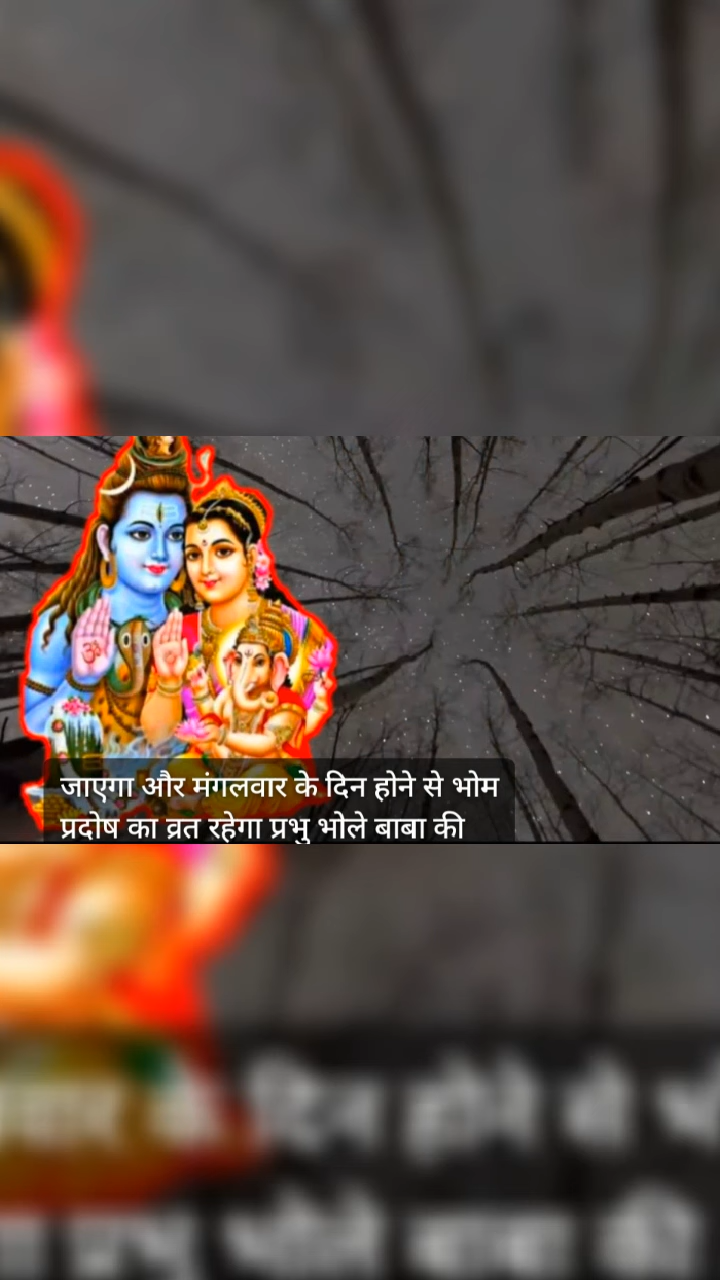 जाएगा और मंगलवार के दिन होने से भोम
प्रदोष का व्रत रहेगा प्रभु भोले बाबा की